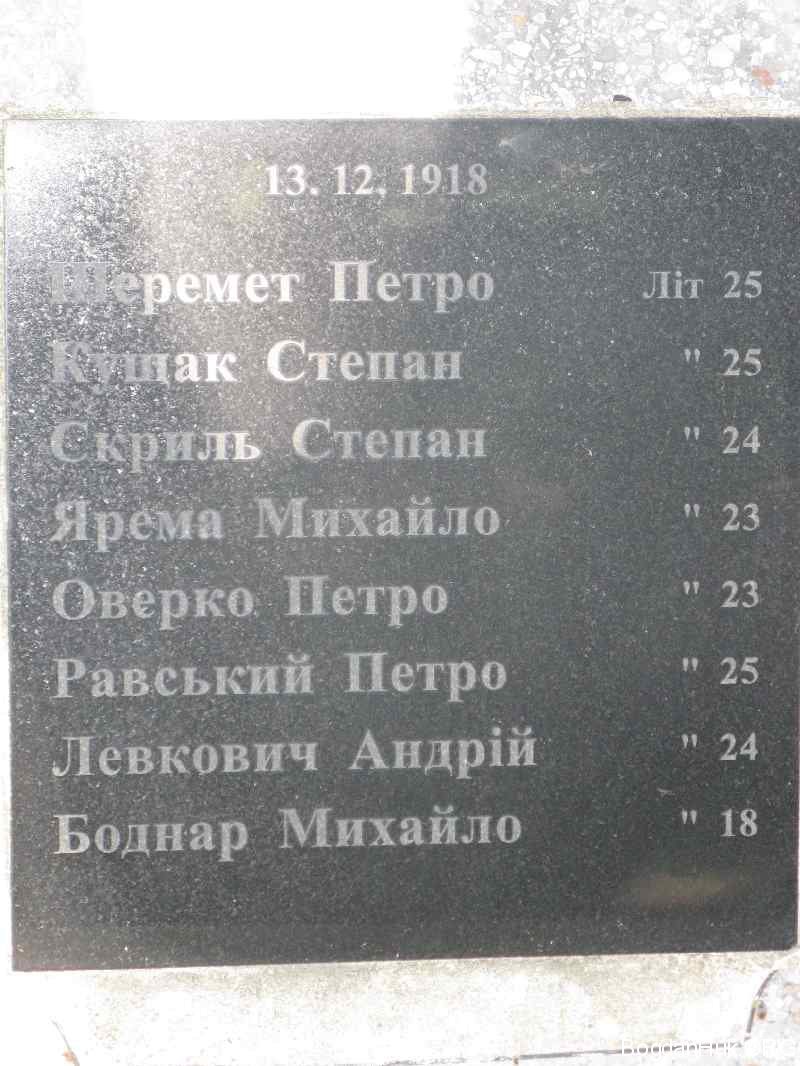 13. 12. 1918
Шеремет Петро Літ 25
Кущак Степан " 25
Скриль Степан " 24
Ярема Михайло " 23
Оверко Петро " 23
Равський Петро " 25
Левкович Андрій " 24
Боднар Михайло " 18